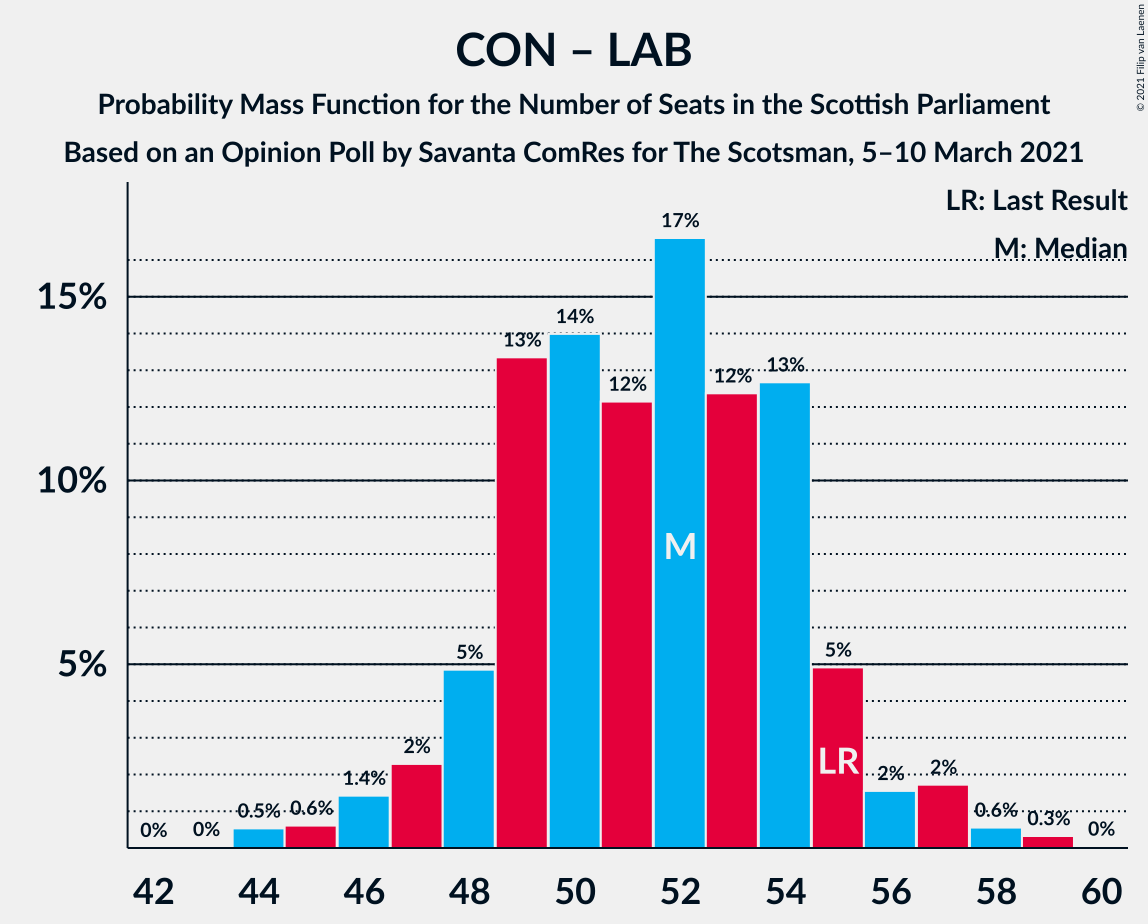 CON – LAB
Probability Mass Function for the Number of Seats in the Scottish Parliament
Based on an Opinion Poll by Savanta ComRes for The Scotsman, 5–10 March 2021
© 2021 Filip van Laenen
LR: Last Result
M: Median
15%
10%
5%
0%
0%
0.5%
0.6%
1.4%
2%
5%
13%
14%
12%
17%
12%
13%
5%
2%
2%
0.6%
0.3%
0%
M
LR
42 44 46 48 50 52 54 56 58 60